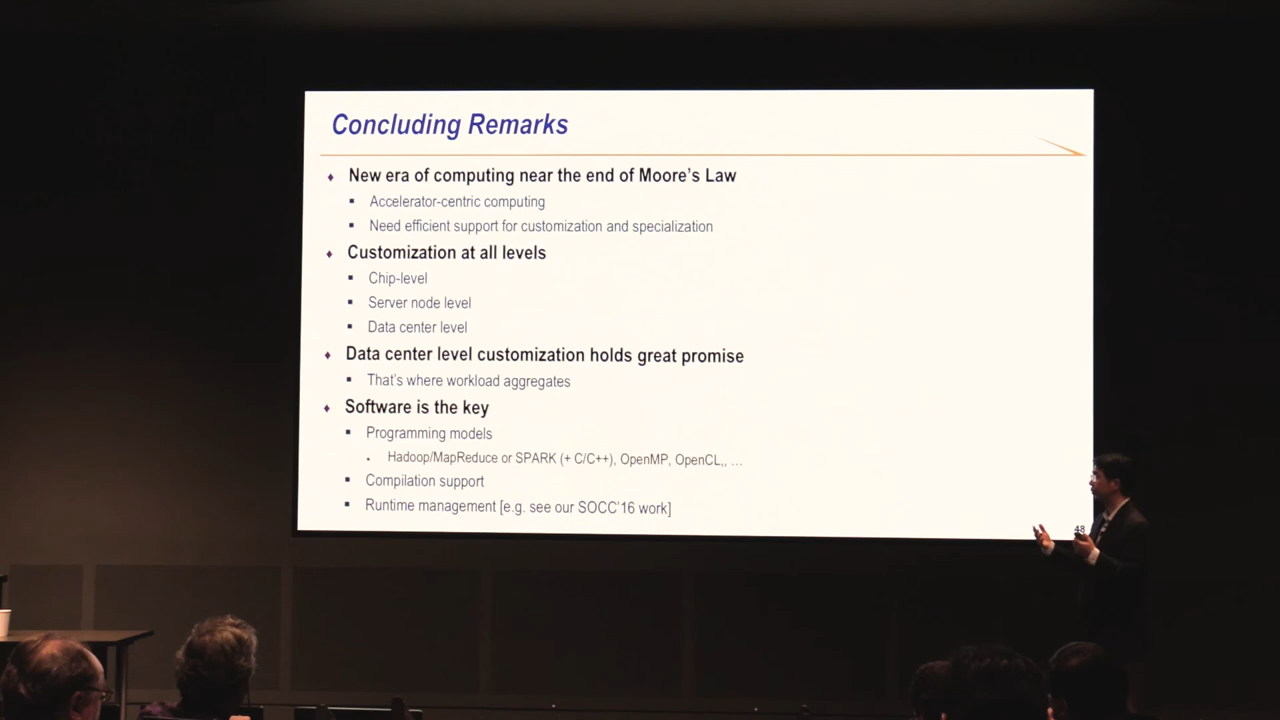 Concluding Remarks
New era of computing near the end of Moore's Law
Accelerator-centric computing
Need efficient support for customization and specialization
Customization at all levels
Chip-level
Server node level
Data center level
Data center level customization holds great promise
That's where workload aggregates
Software is the key
Programming models
Hadoop/MapReduce or SPARK (+ C/C++), OpenMP, OpenCL,, …
Compilation support
Runtime management [e.g. see our SOCC'16 work]
48